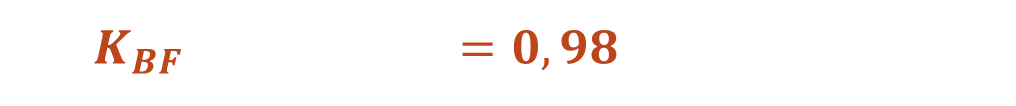 K_BF = 0,98